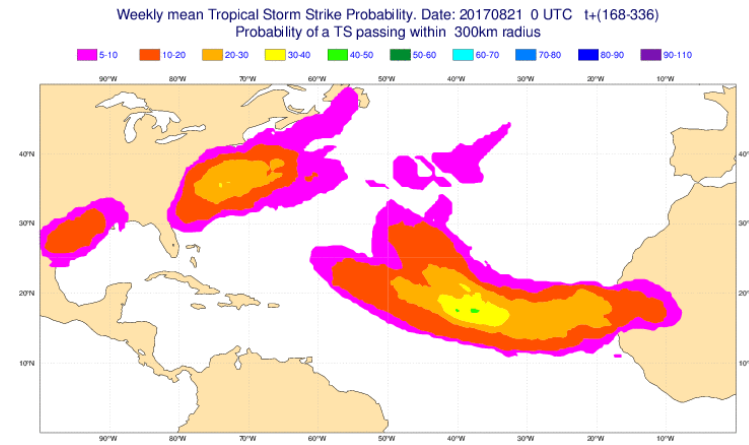 Weekly mean Tropical Storm Strike Probability. Date: 20170821 0 UTC t+(168-336)
Probability of a TS passing within 300km radius
5-10 10-20 20-30 30-40 40-50 50-60 60-70 70-80 80-90 90-110
90°W 80°W 70°W 60°W 50°W 40°W 30°W 20°W 10°W
40°N 40°N
30°N 30°
20°N 20°
10°N 10°
90°W 80°W 70°W 60°W 50°W 40°W 30°W 20°W 10°W